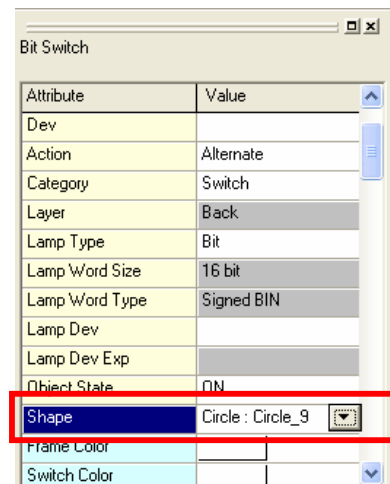 Bit Switch
Attribute Value
Dev
Action Alternate
Category Switch
Layer Back
Lamp Type Bit
Lamp Word Size 16 bit
Lamp Word Type Signed BIN
Lamp Dev
Lamp Dev Exp
Object State ON
Shape Circle : Circle_9
Frame Color
Switch Color